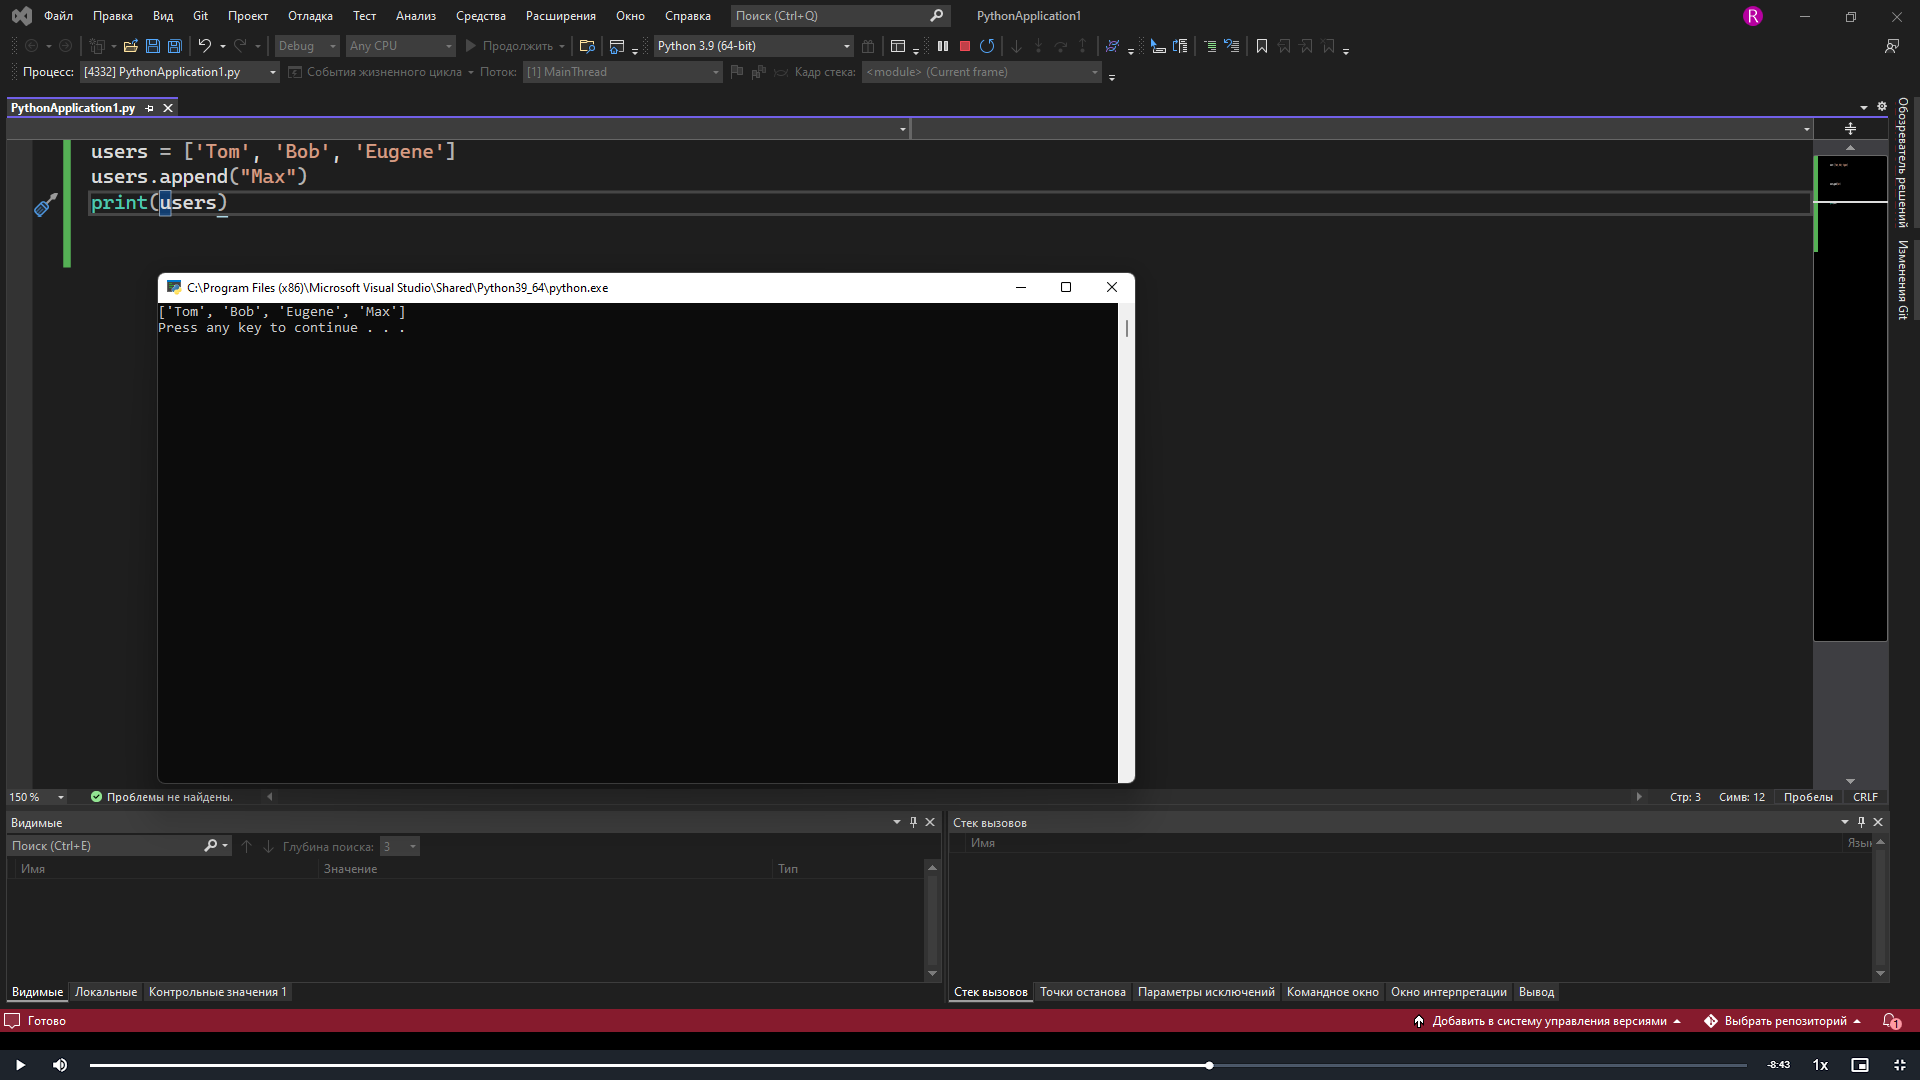 Файл Правка Вид Git Проект Отладка Тест Анализ Средства Расширения Окно Справка Поиск (Ctrl+Q) PythonApplication1 R
Debug Any CPU Продолжить Python 3.9 (64-bit)
Процесс: [4332] PythonApplication1.py События жизненного цикла Поток: [1] MainThread Кадр стека: <module> (Current frame)
PythonApplication1.py
users = ['Tom', 'Bob', 'Eugene']
users.append("Max")
print(users)
C:\Program Files (x86)\Microsoft Visual Studio\Shared\Python39_64\python.exe
['Tom', 'Bob', 'Eugene', 'Max']
Press any key to continue . . .
Обозреватель решений
Изменения Git
150 % Проблемы не найдены. Стр: 3 Симв: 12 Пробелы CRLF
Видимые
Поиск (Ctrl+E) Глубина поиска: 3
Имя Значение Тип
Видимые Локальные Контрольные значения 1
Стек вызовов
Имя Язык
Стек вызовов Точки останова Параметры исключений Командное окно Окно интерпретации Вывод
Готово Добавить в систему управления версиями Выбрать репозиторий 1
-8:43 1x